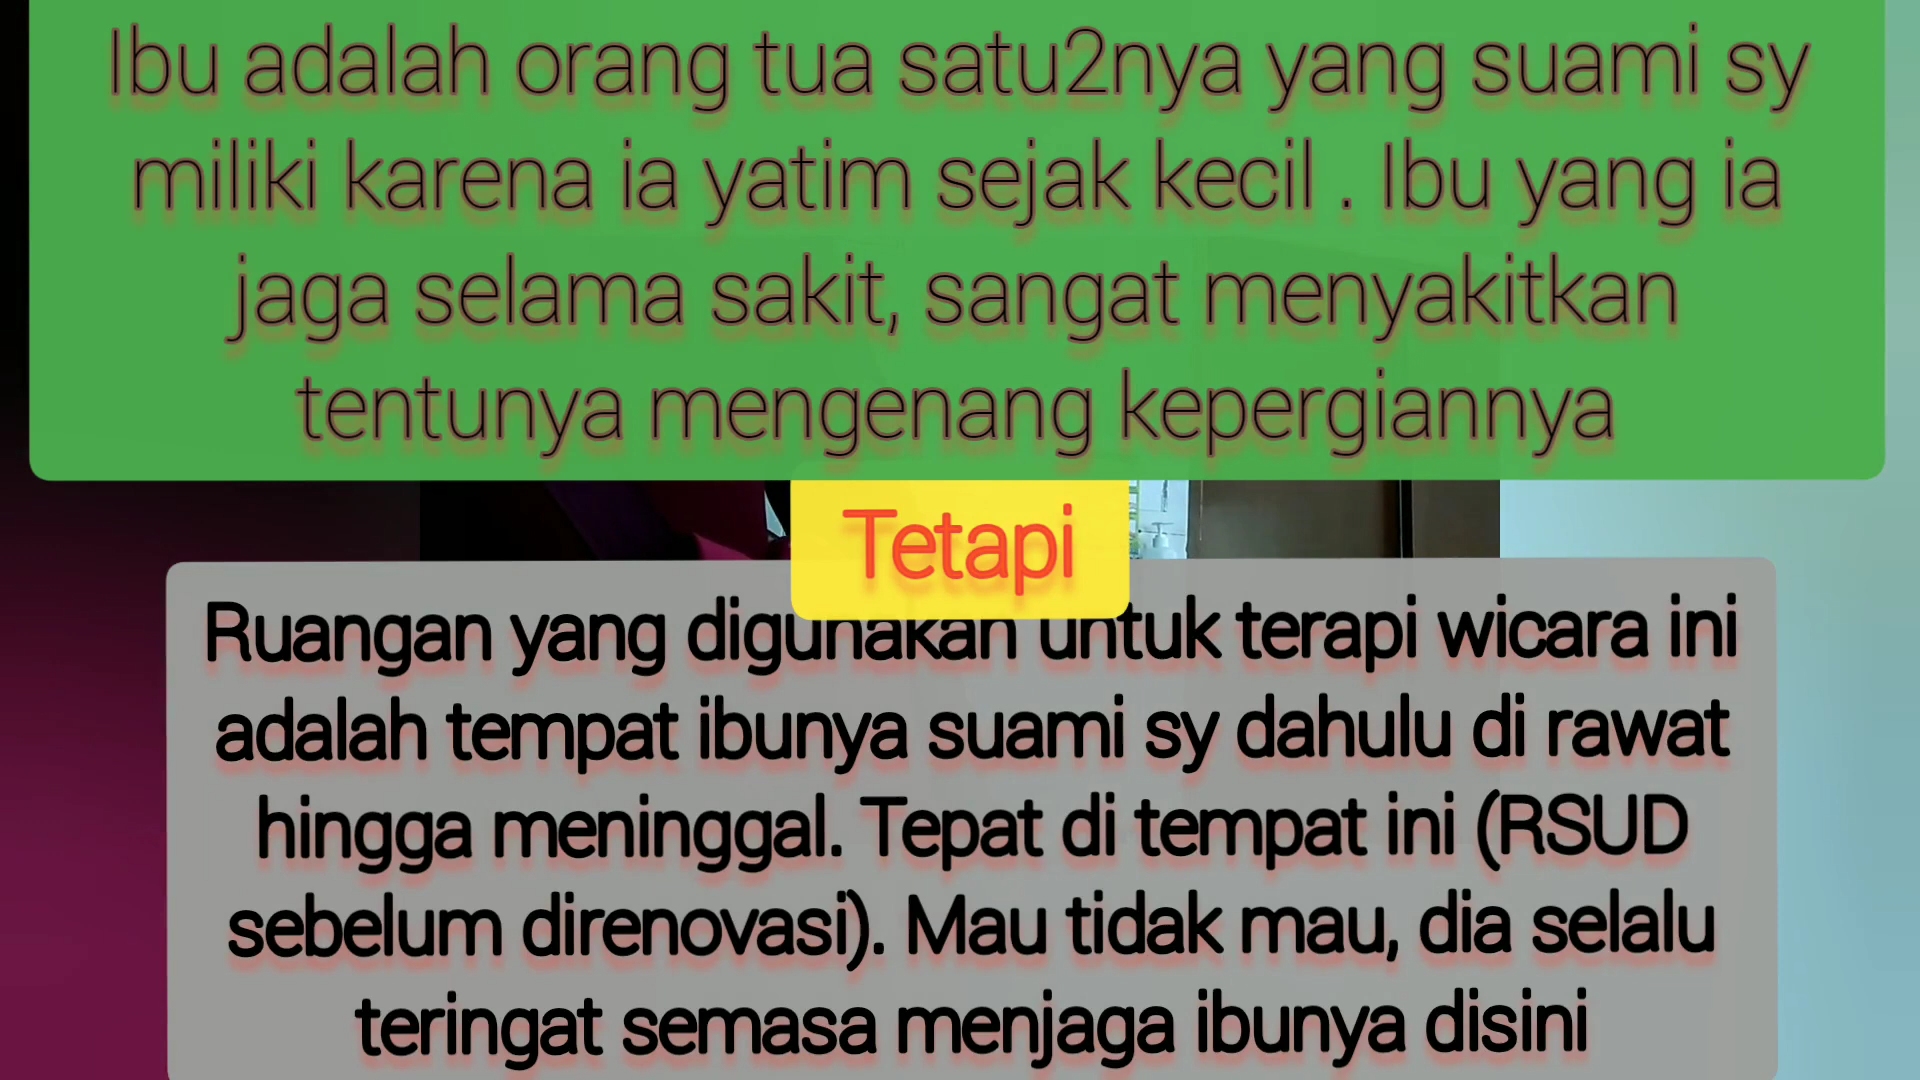 Ibu adalah orang tua satu2nya yang suami sy
miliki karena ia yatim sejak kecil . Ibu yang ia
jaga selama sakit, sangat menyakitkan
tentunya mengenang kepergiannya
Tetapi
Ruangan yang digunakan untuk terapi wicara ini
adalah tempat ibunya suami sy dahulu di rawat
hingga meninggal. Tepat di tempat ini (RSUD
sebelum direnovasi). Mau tidak mau, dia selalu
teringat semasa menjaga ibunya disini